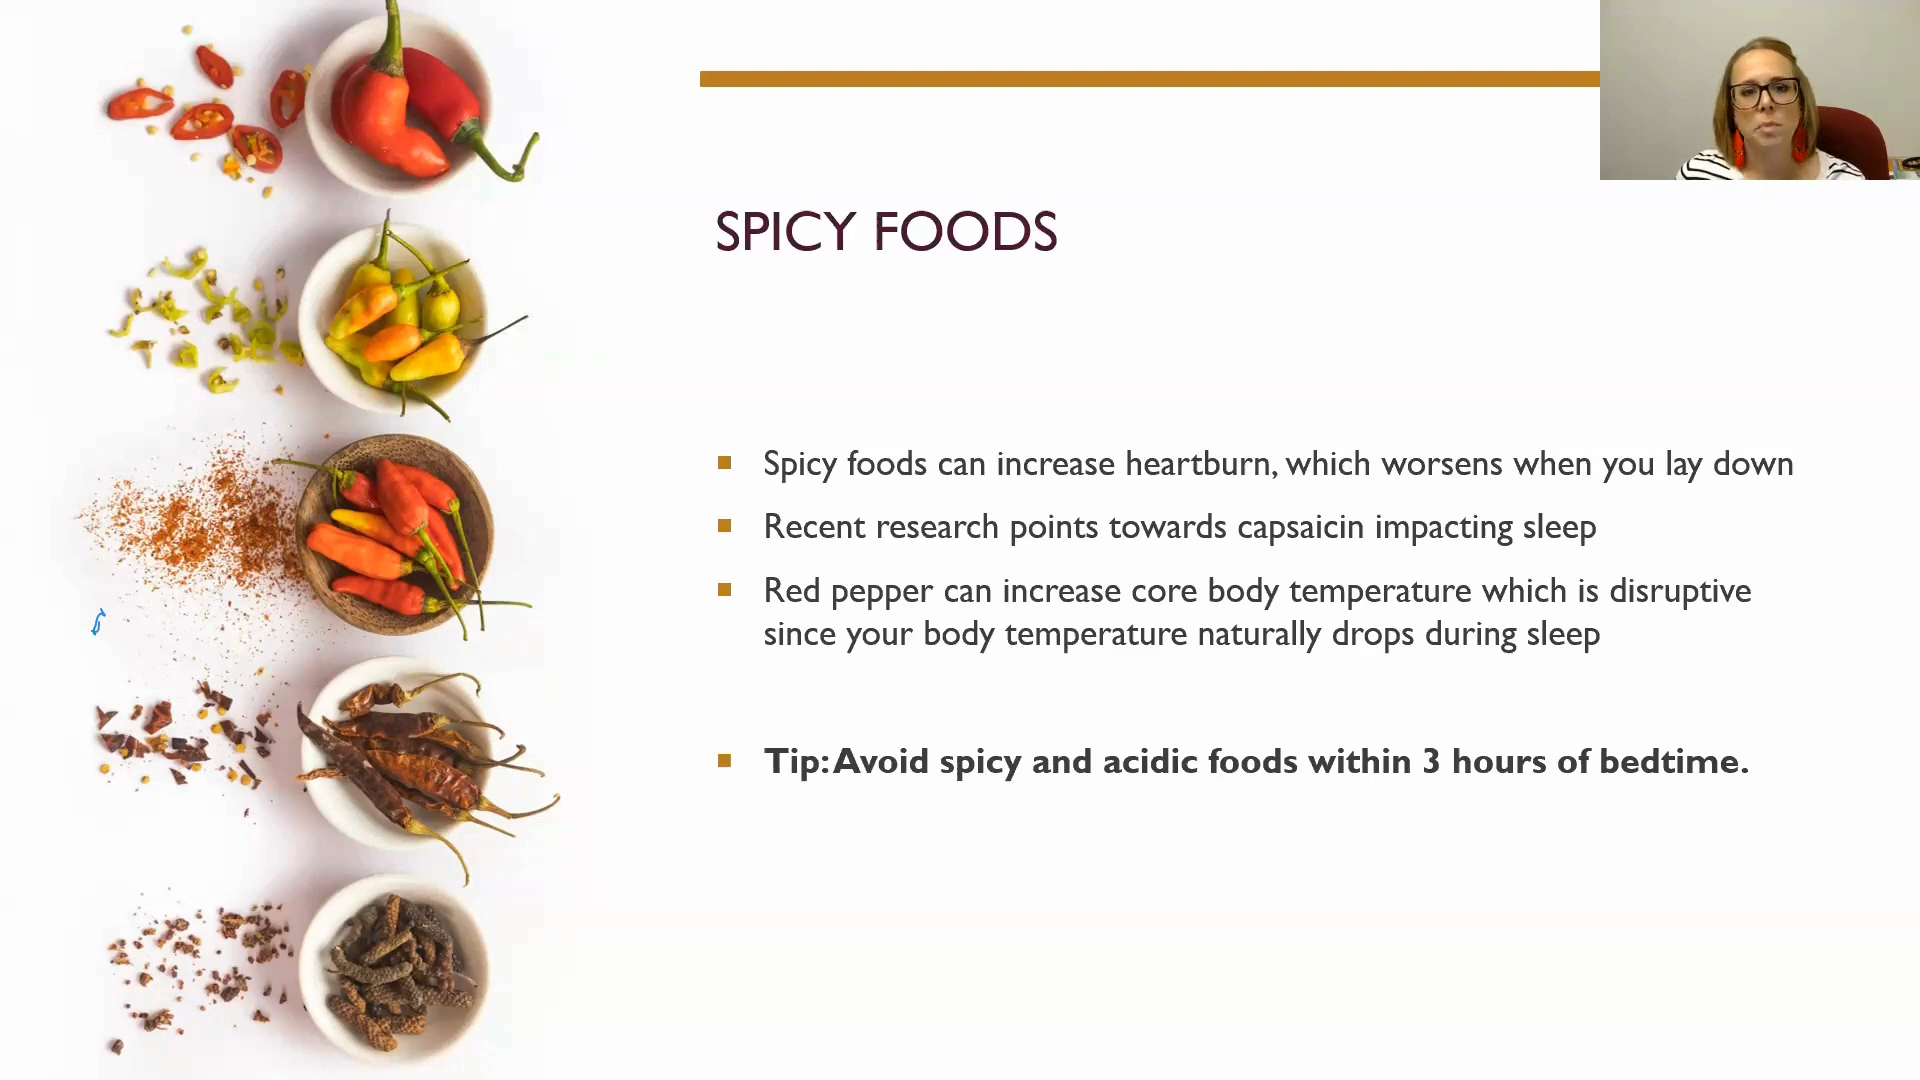 SPICY FOODS
Spicy foods can increase heartburn, which worsens when you lay down
Recent research points towards capsaicin impacting sleep
Red pepper can increase core body temperature which is disruptive
since your body temperature naturally drops during sleep
Tip: Avoid spicy and acidic foods within 3 hours of bedtime.